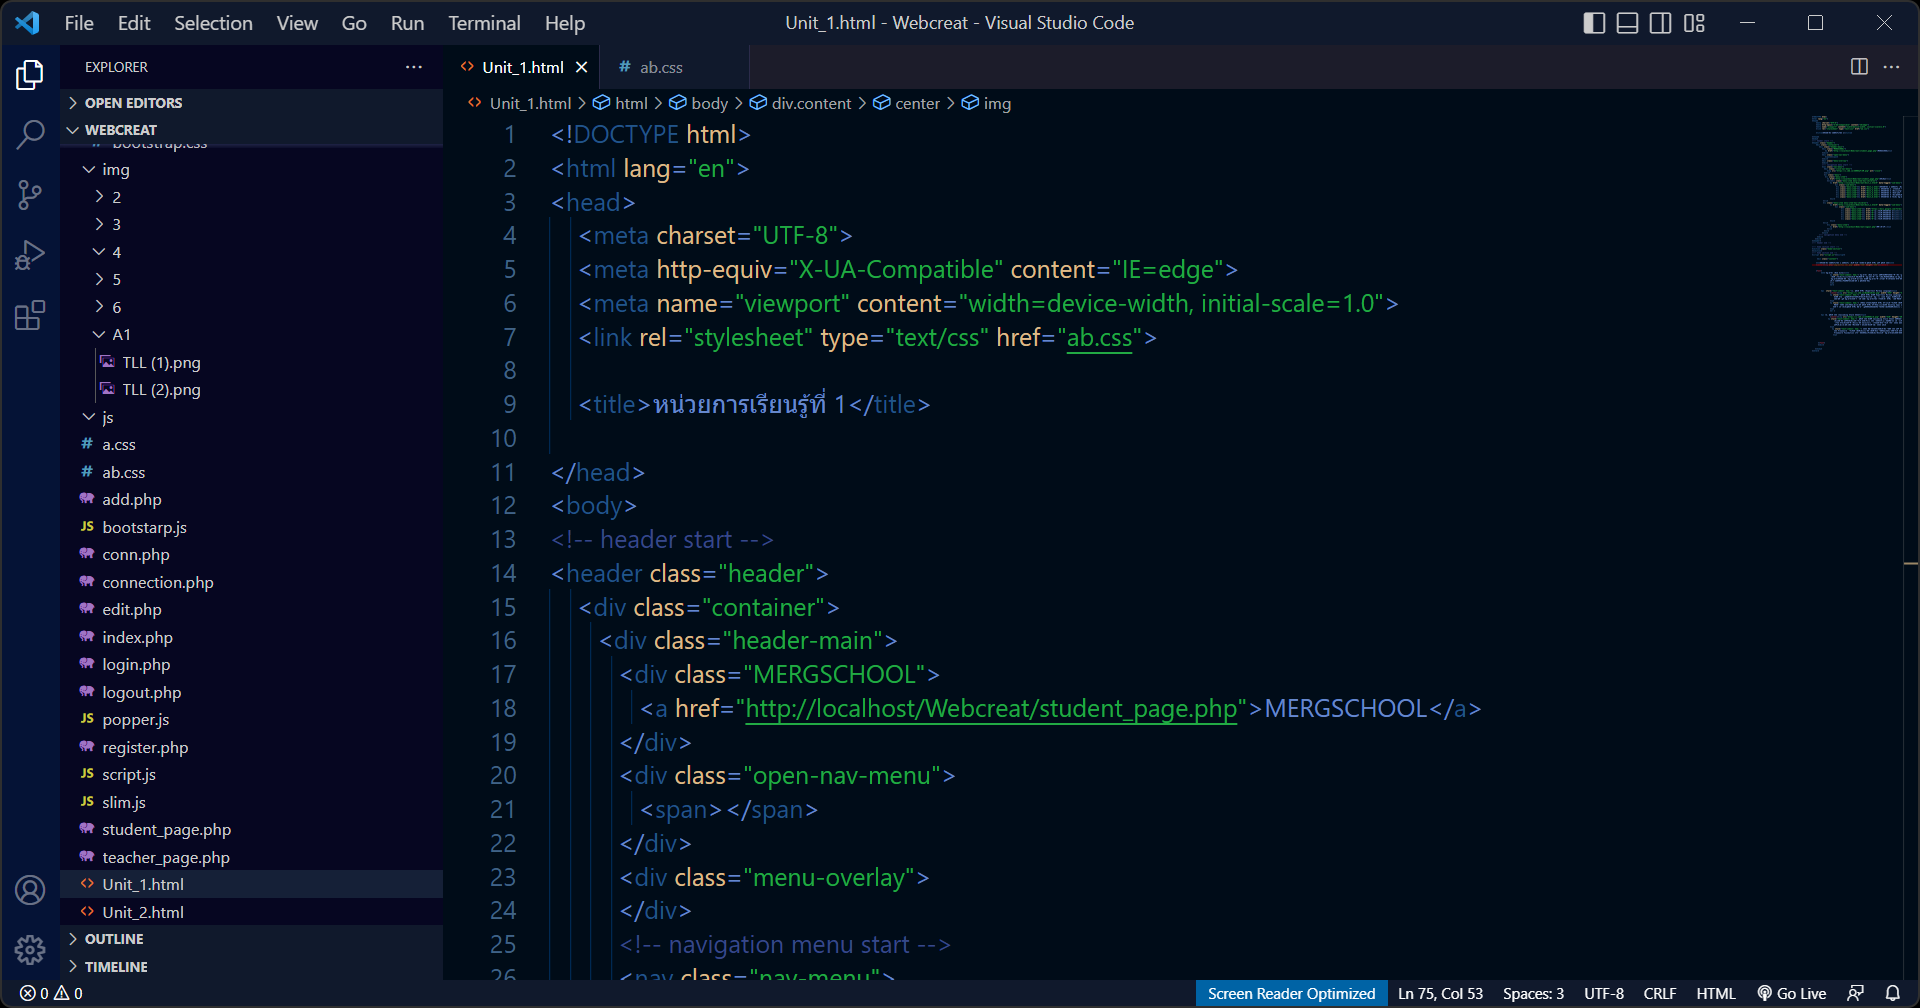 File Edit Selection View Go Run Terminal Help
Unit_1.html - Webcreat - Visual Studio Code
EXPLORER
OPEN EDITORS
WEBCREAT
bootstrap.css
img
2
3
4
5
6
A1
TLL (1).png
TLL (2).png
js
a.css
ab.css
add.php
bootstarp.js
conn.php
connection.php
edit.php
index.php
login.php
logout.php
popper.js
register.php
script.js
slim.js
student_page.php
teacher_page.php
Unit_1.html
Unit_2.html
OUTLINE
TIMELINE
Unit_1.html ab.css
Unit_1.html > html > body > div.content > center > img
1 <!DOCTYPE html>
2 <html lang="en">
3 <head>
4 <meta charset="UTF-8">
5 <meta http-equiv="X-UA-Compatible" content="IE=edge">
6 <meta name="viewport" content="width=device-width, initial-scale=1.0">
7 <link rel="stylesheet" type="text/css" href="ab.css">
8
9 <title>หน่วยการเรียนรู้ที่ 1</title>
10
11 </head>
12 <body>
13 <!-- header start -->
14 <header class="header">
15 <div class="container">
16 <div class="header-main">
17 <div class="MERGSCHOOL">
18 <a href="http://localhost/Webcreat/student_page.php">MERGSCHOOL</a>
19 </div>
20 <div class="open-nav-menu">
21 <span></span>
22 </div>
23 <div class="menu-overlay">
24 </div>
25 <!-- navigation menu start -->
26 <nav class="nav-menu">
0 0
Screen Reader Optimized Ln 75, Col 53 Spaces: 3 UTF-8 CRLF HTML Go Live